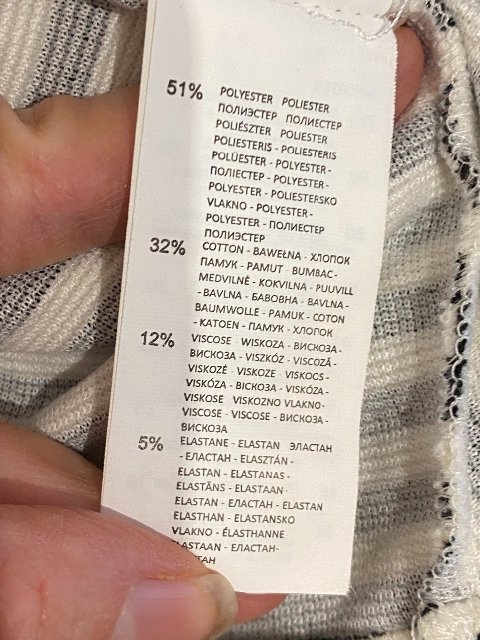 51% POLYESTER POLIESTER
ПОЛИЭСТЕР ПОЛИЕСТЕР
POLIÉSZTER POLIESTER
POLIESTERIS - POLIESTERIS
POLÜESTER - POLYESTER -
ПОЛІЕСТЕР - POLYESTER-
POLYESTER - POLIESTERSKO
VLAKNO - POLYESTER -
POLYESTER - ПОЛИЕСТЕР
ПОЛИЭСТЕР
32% COTTON - BAWEŁNA - ХЛОПОК
ПАМУК - PAMUT - BUMBAC -
MEDVILNĖ - KOKVILNA - PUUVILL
- BAVLNA - БАВОВНА - BAVLNA -
BAUMWOLLE - PAMUK - COTON
- KATOEN - ПАМУК - ХЛОПОК
12% VISCOSE WISKOZA - ВИСКОЗА -
ВИСКОЗА - VISZKÓZ - VISCOZĂ -
VISKOZĖ - VISKOZE - VISKOOS -
VISKÓZA - ВІСКОЗА - VISKÓZA -
VISKOSE VISKOZNO VLAKNO-
VISCOSE - VISCOSE - ВИСКОЗА -
ВИСКОЗА
5% ELASTANE - ELASTAN ЭЛАСТАН
- ЕЛАСТАН - ELASZTÁN -
ELASTAN - ELASTANAS -
ELASTĀNS - ELASTAAN-
ELASTAN - ЕЛАСТАН - ELASTAN
ELASTHAN - ELASTANSKO
VLAKNO - ÉLASTHANNE
ELASTAAN - ЕЛАСТАН-